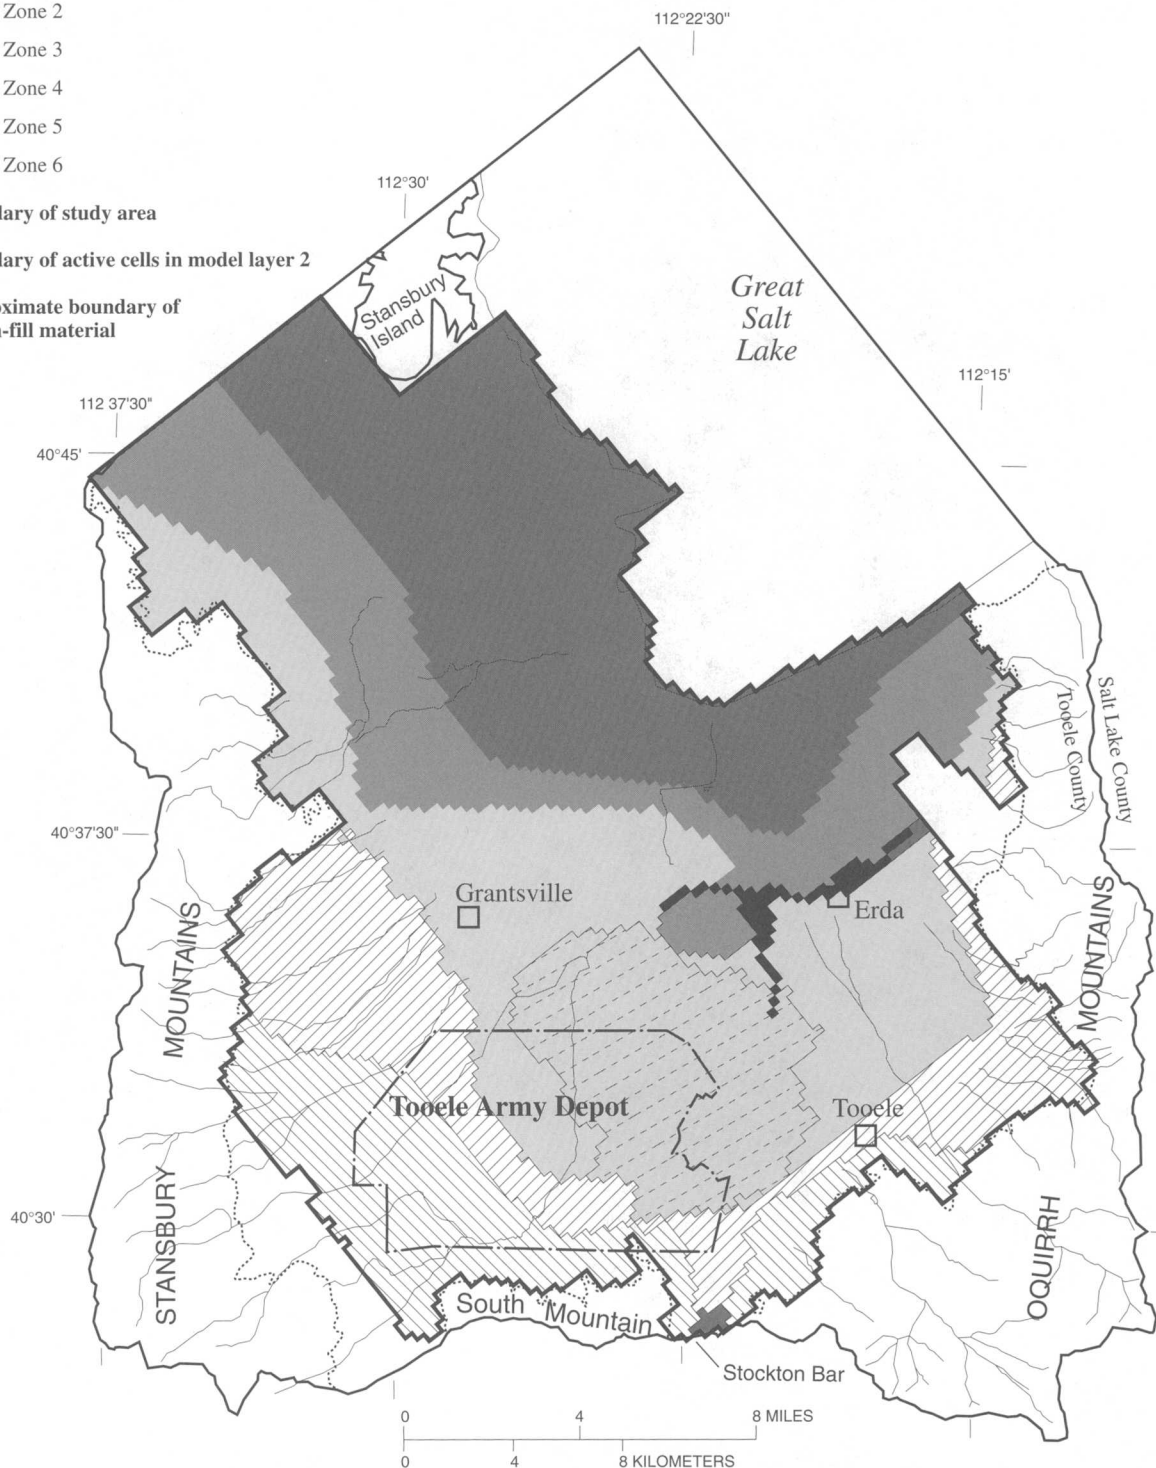 Zone 2
112°22'30"
Zone 3
Zone 4
Zone 5
Zone 6
112°30'
lary of study area
lary of active cells in model layer 2
oximate boundary of
-fill material
Stansbury
Island
Great
Salt
Lake
112°15'
112 37'30"
40°45'
Salt Lake County
Tooele County
40°37'30"
Grantsville
Erda
MOUNTAINS
MOUNTAINS
Tooele Army Depot
Tooele
40°30'
STANSBURY
OQUIRRH
South Mountain
Stockton Bar
0 4 8 MILES
0 4 8 KILOMETERS